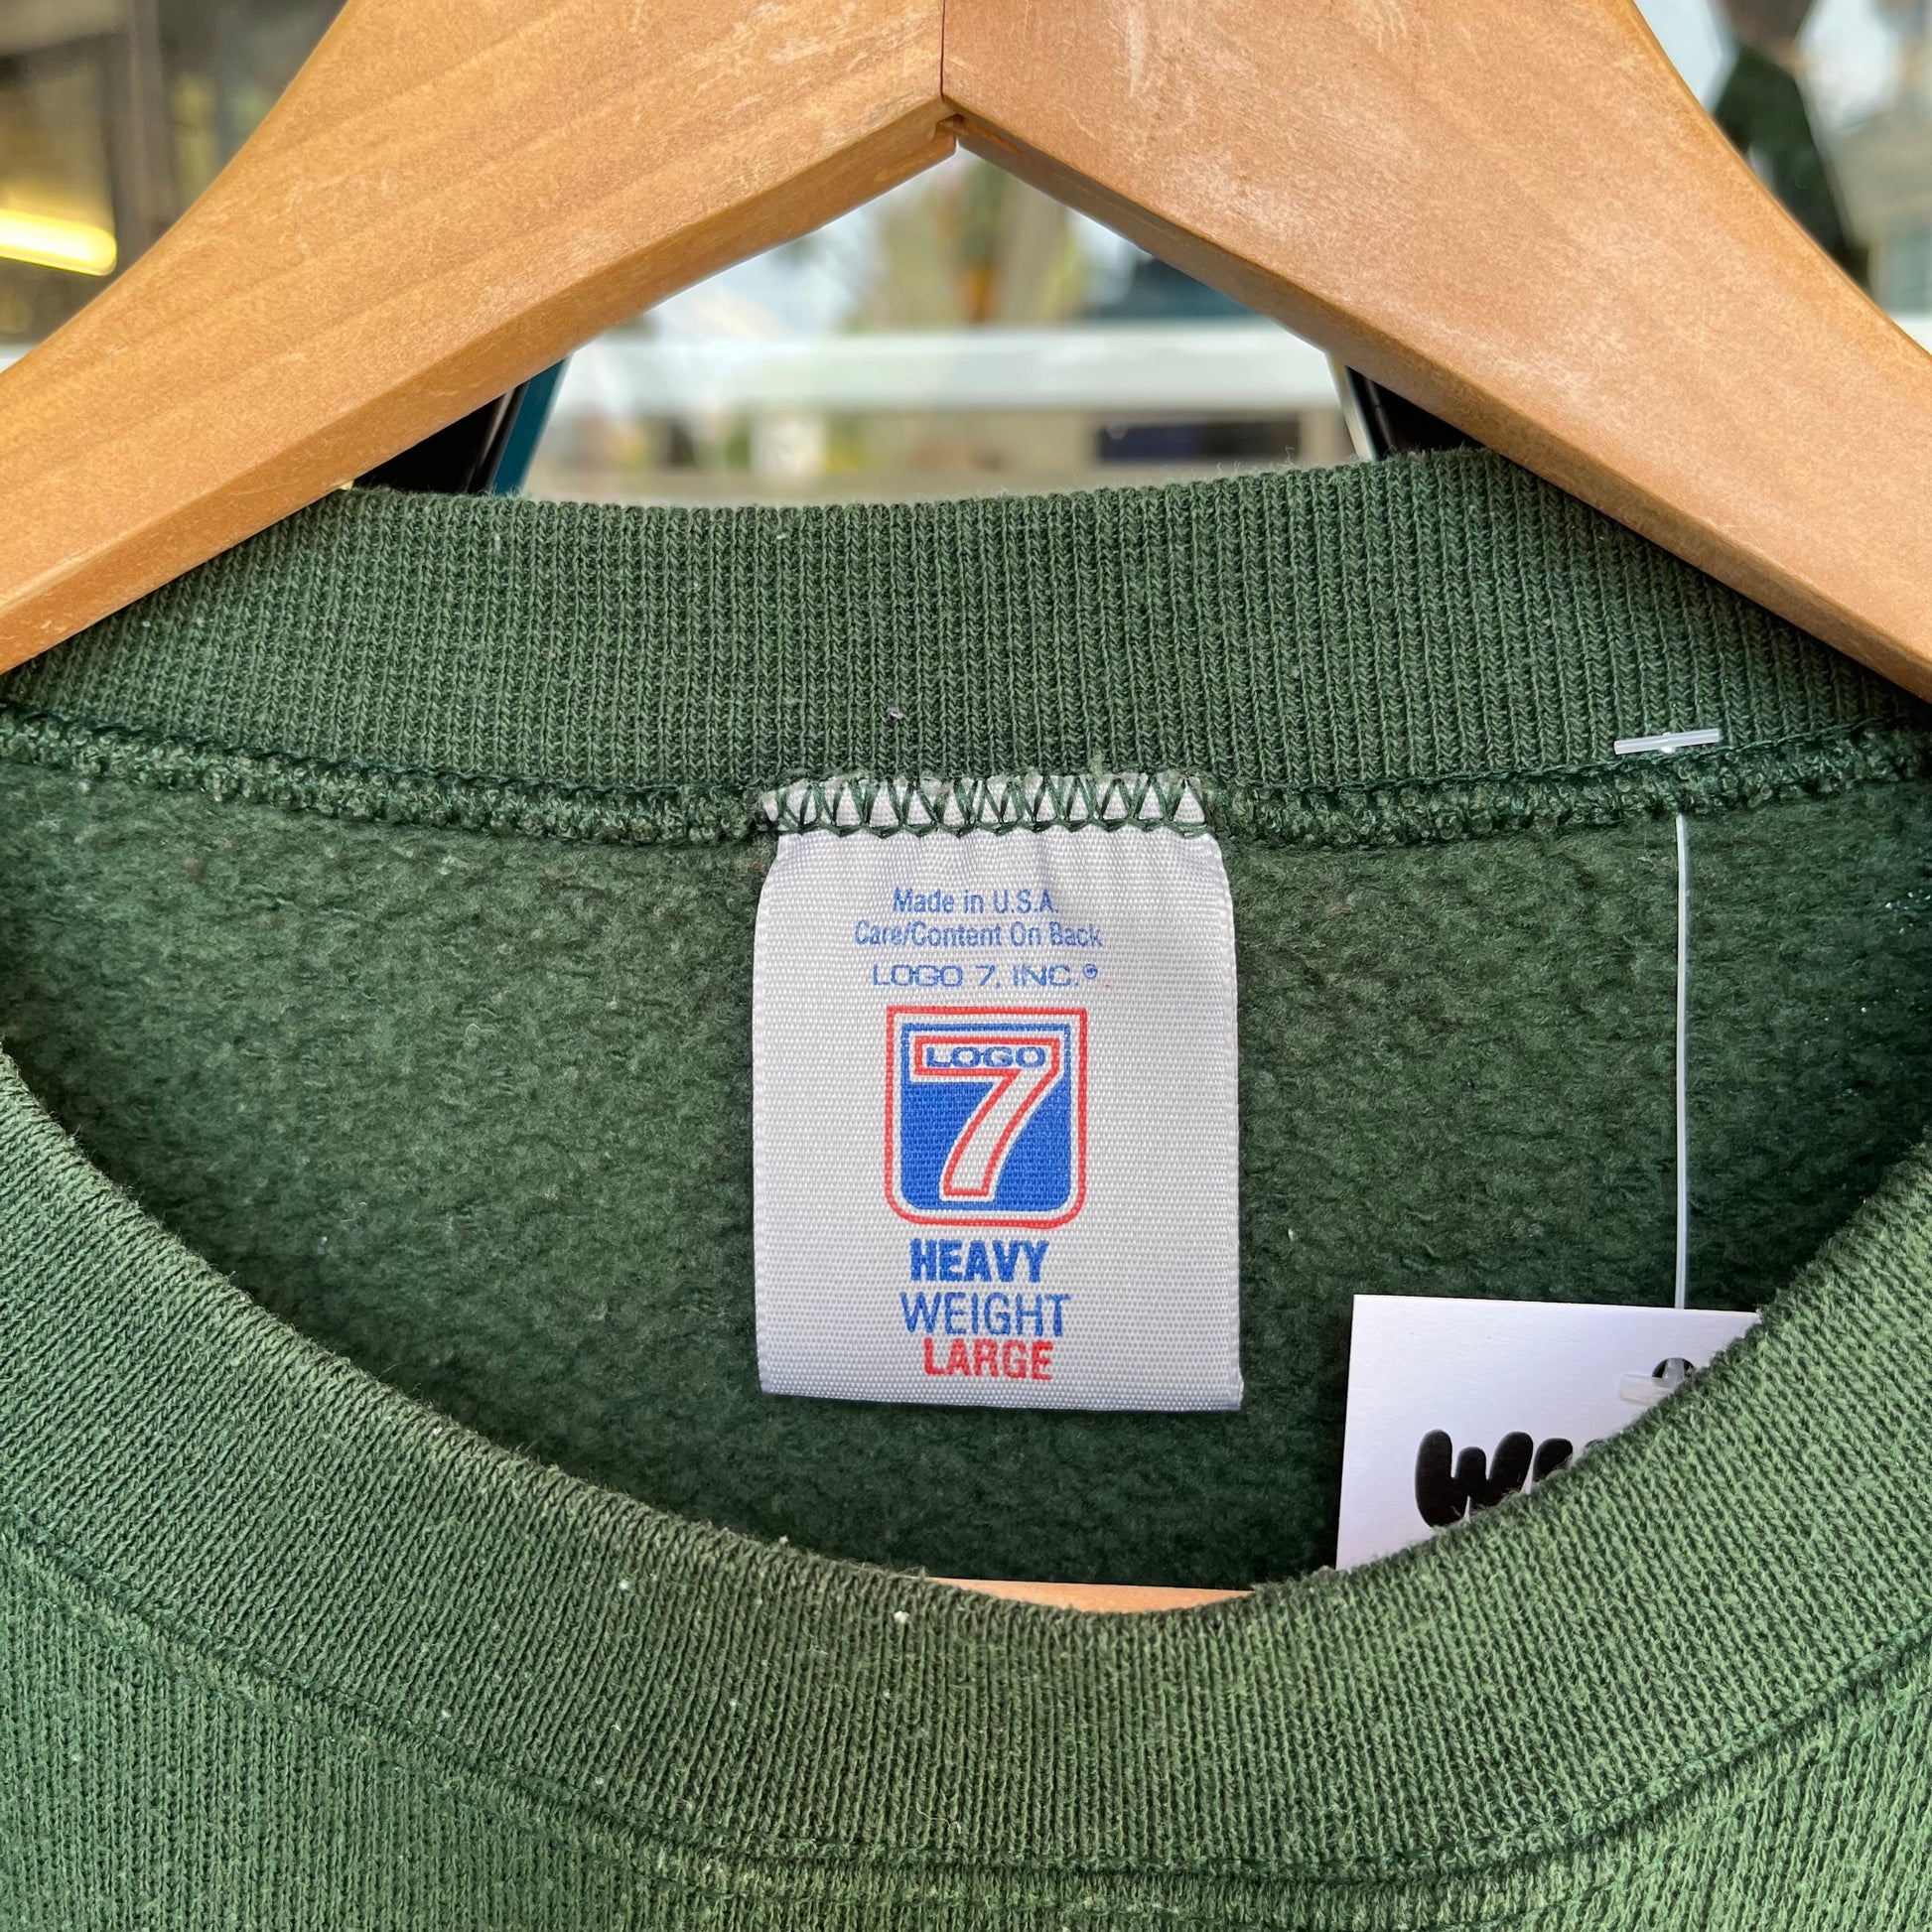 Made in U.S.A.
Care/Content On Back
LOGO 7, INC.®
LOGO
7
HEAVY
WEIGHT
LARGE